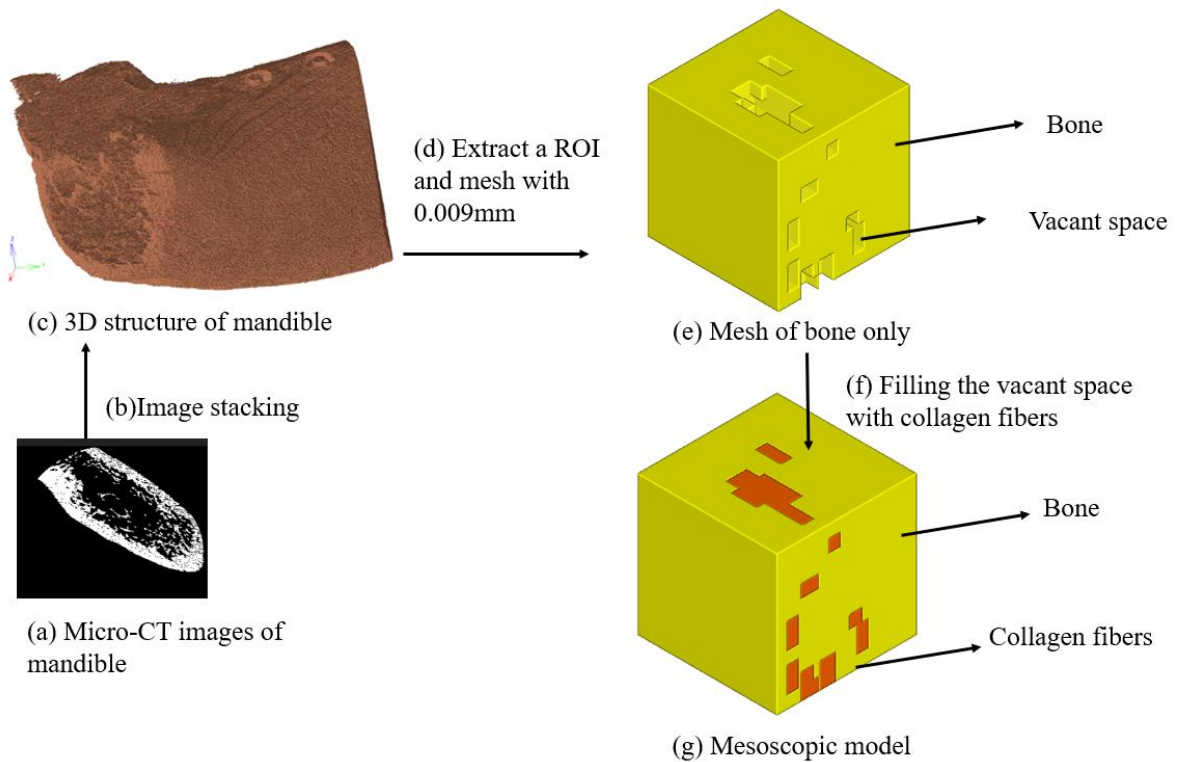 (a) Micro-CT images of
mandible
(b)Image stacking
(c) 3D structure of mandible
(d) Extract a ROI
and mesh with
0.009mm
Bone
Vacant space
(e) Mesh of bone only
(f) Filling the vacant space
with collagen fibers
Bone
Collagen fibers
(g) Mesoscopic model